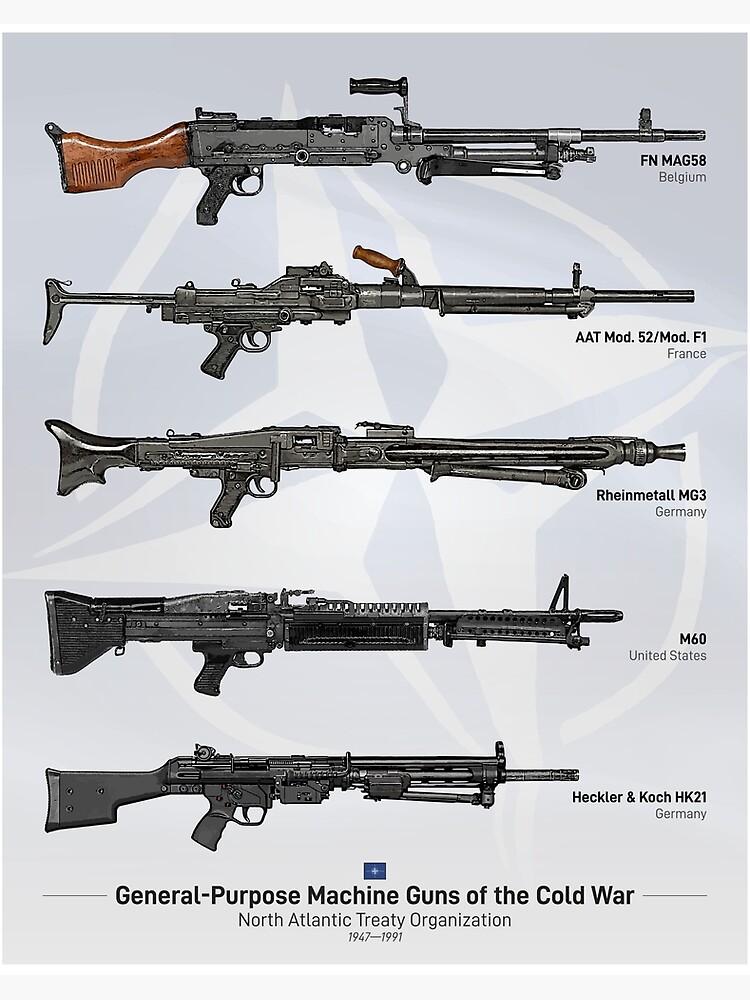 FN MAG58
Belgium
AAT Mod. 52/Mod. F1
France
Rheinmetall MG3
Germany
M60
United States
Heckler & Koch HK21
Germany
General-Purpose Machine Guns of the Cold War
North Atlantic Treaty Organization
1947—1991